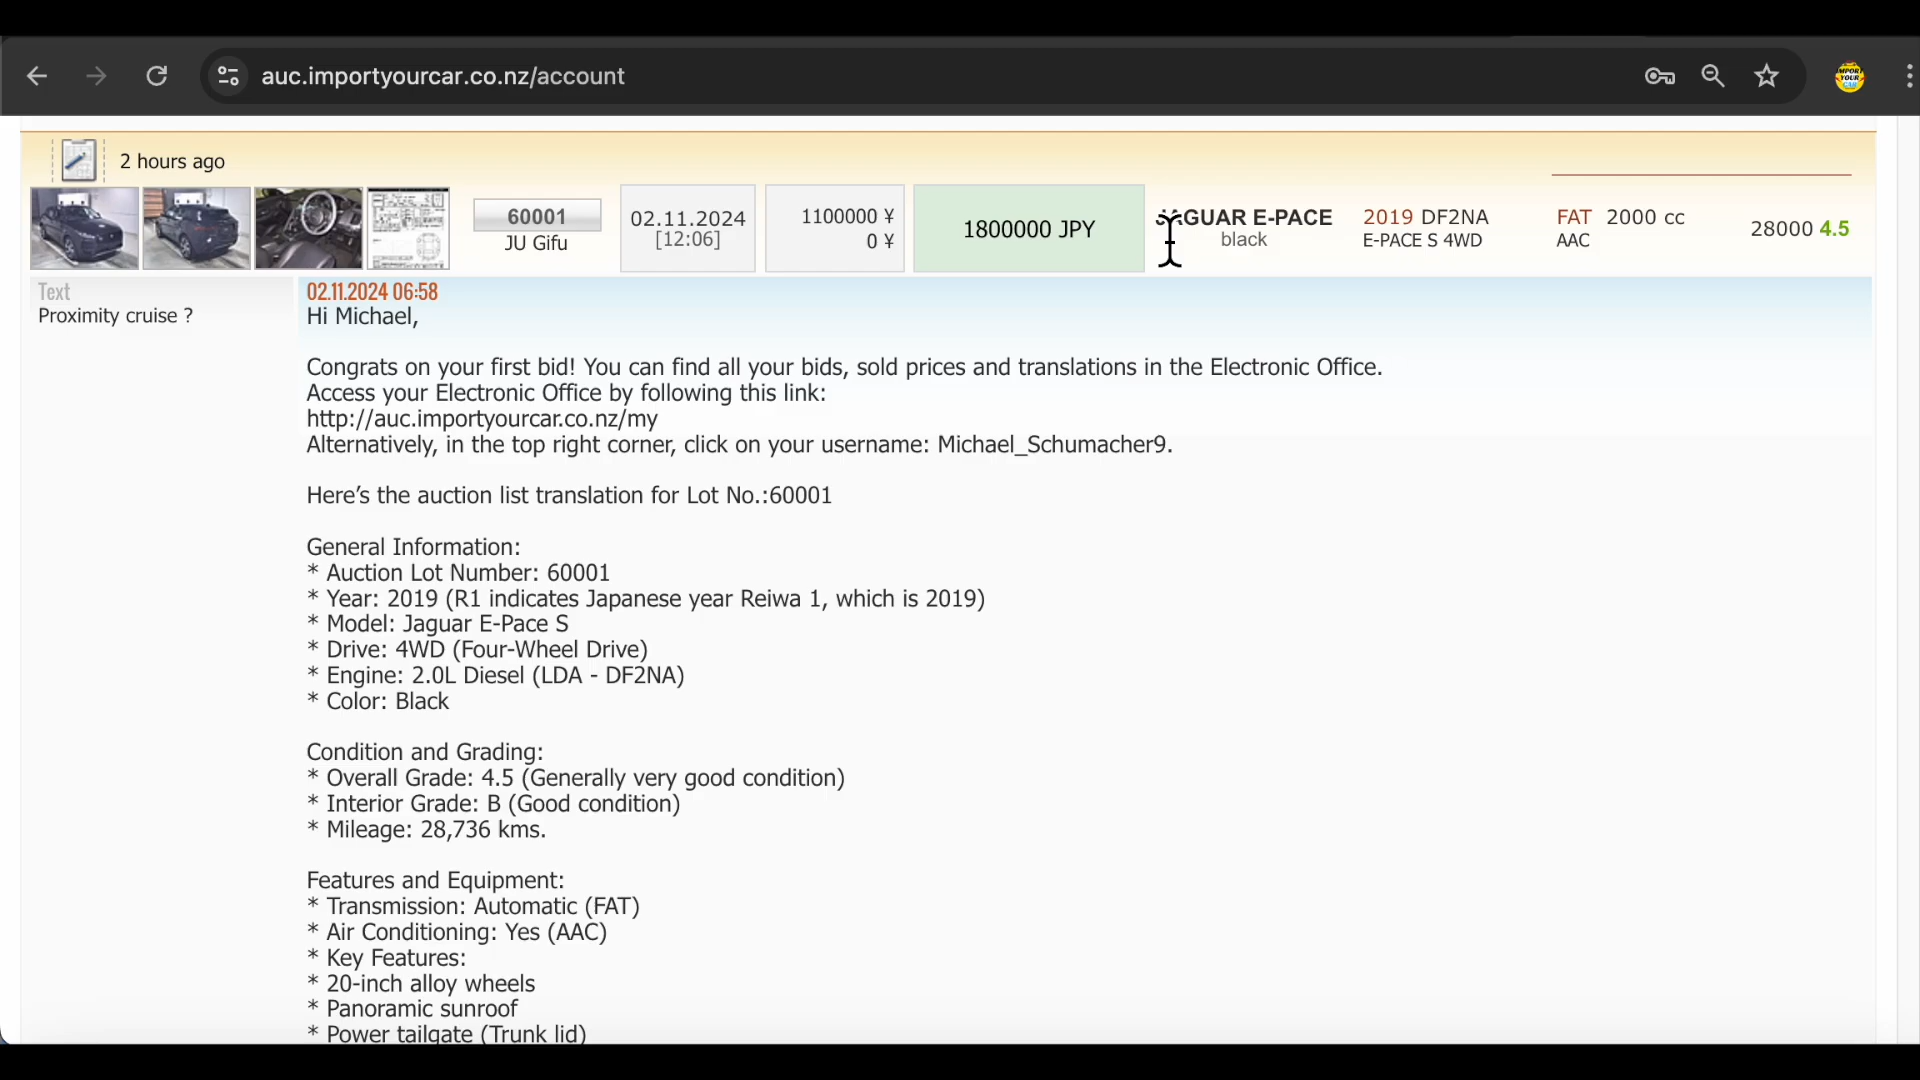 auc.importyourcar.co.nz/account
IMPORT YOUR CAR
2 hours ago
60001
JU Gifu
02.11.2024
[12:06]
1100000 ¥
0 ¥
1800000 JPY
JAGUAR E-PACE
black
2019 DF2NA
E-PACE S 4WD
FAT 2000 cc
AAC
28000 4.5
Text
Proximity cruise ?
02.11.2024 06:58
Hi Michael,
Congrats on your first bid! You can find all your bids, sold prices and translations in the Electronic Office.
Access your Electronic Office by following this link:
http://auc.importyourcar.co.nz/my
Alternatively, in the top right corner, click on your username: Michael_Schumacher9.
Here’s the auction list translation for Lot No.:60001
General Information:
* Auction Lot Number: 60001
* Year: 2019 (R1 indicates Japanese year Reiwa 1, which is 2019)
* Model: Jaguar E-Pace S
* Drive: 4WD (Four-Wheel Drive)
* Engine: 2.0L Diesel (LDA - DF2NA)
* Color: Black
Condition and Grading:
* Overall Grade: 4.5 (Generally very good condition)
* Interior Grade: B (Good condition)
* Mileage: 28,736 kms.
Features and Equipment:
* Transmission: Automatic (FAT)
* Air Conditioning: Yes (AAC)
* Key Features:
* 20-inch alloy wheels
* Panoramic sunroof
* Power tailgate (Trunk lid)